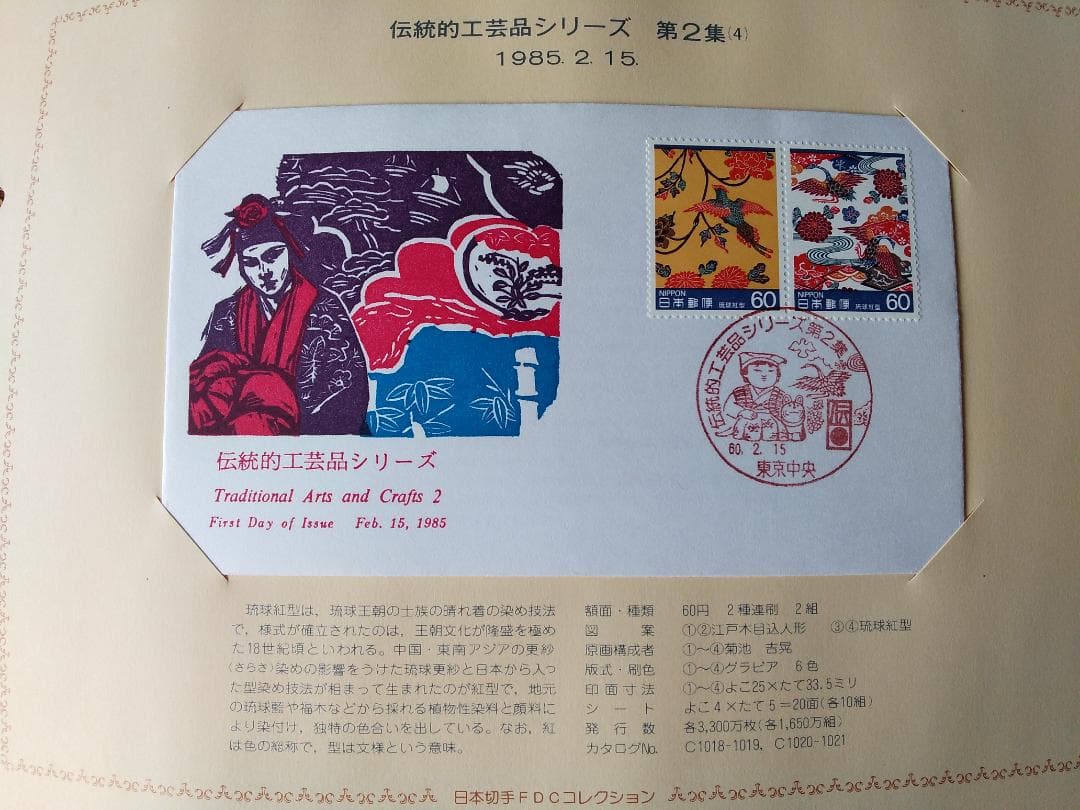 伝統的工芸品シリーズ 第2集(4)
1985. 2. 15.
NIPPON
日本郵便 琉球紅型 60
NIPPON
日本郵便 琉球紅型 60
伝統的工芸品シリーズ第2集
伝
60. 2. 15
東京中央
伝統的工芸品シリーズ
Traditional Arts and Crafts 2
First Day of Issue Feb. 15, 1985
琉球紅型は、琉球王朝の士族の晴れ着の染め技法
で、様式が確立されたのは、王朝文化が隆盛を極め
た18世紀頃といわれる。中国・東南アジアの更紗
(さらさ)染めの影響をうけた琉球更紗と日本から入っ
た型染め技法が相まって生まれたのが紅型で、地元
の琉球藍や福木などから採れる植物性染料と顔料に
より染付け、独特の色合いを出している。なお、紅
は色の総称で、型は文様という意味。
額面・種類 60円 2種連刷 2組
図案 ①②江戸木目込人形 ③④琉球紅型
原画構成者 ①〜④菊池 吉晃
版式・刷色 ①〜④グラビア 6色
印面寸法 ①〜④よこ25×たて33.5ミリ
シート よこ4×たて5=20面(各10組)
発行数 各3,300万枚(各1,650万組)
カタログNo. C1018-1019、C1020-1021
日本切手FDCコレクション